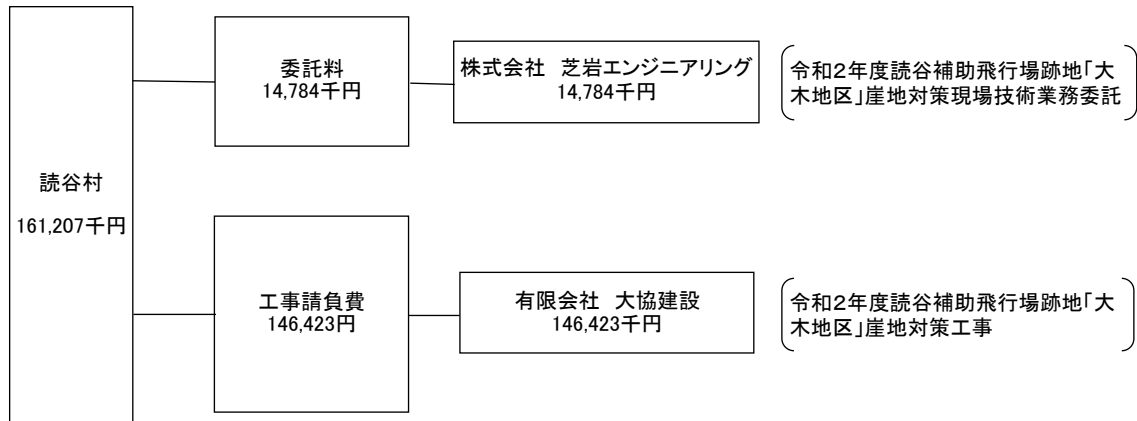 読谷村
161,207千円
委託料
14,784千円
株式会社　芝岩エンジニアリング
14,784千円
令和2年度読谷補助飛行場跡地「大
木地区」崖地対策現場技術業務委託
工事請負費
146,423円
有限会社　大協建設
146,423千円
令和2年度読谷補助飛行場跡地「大
木地区」崖地対策工事